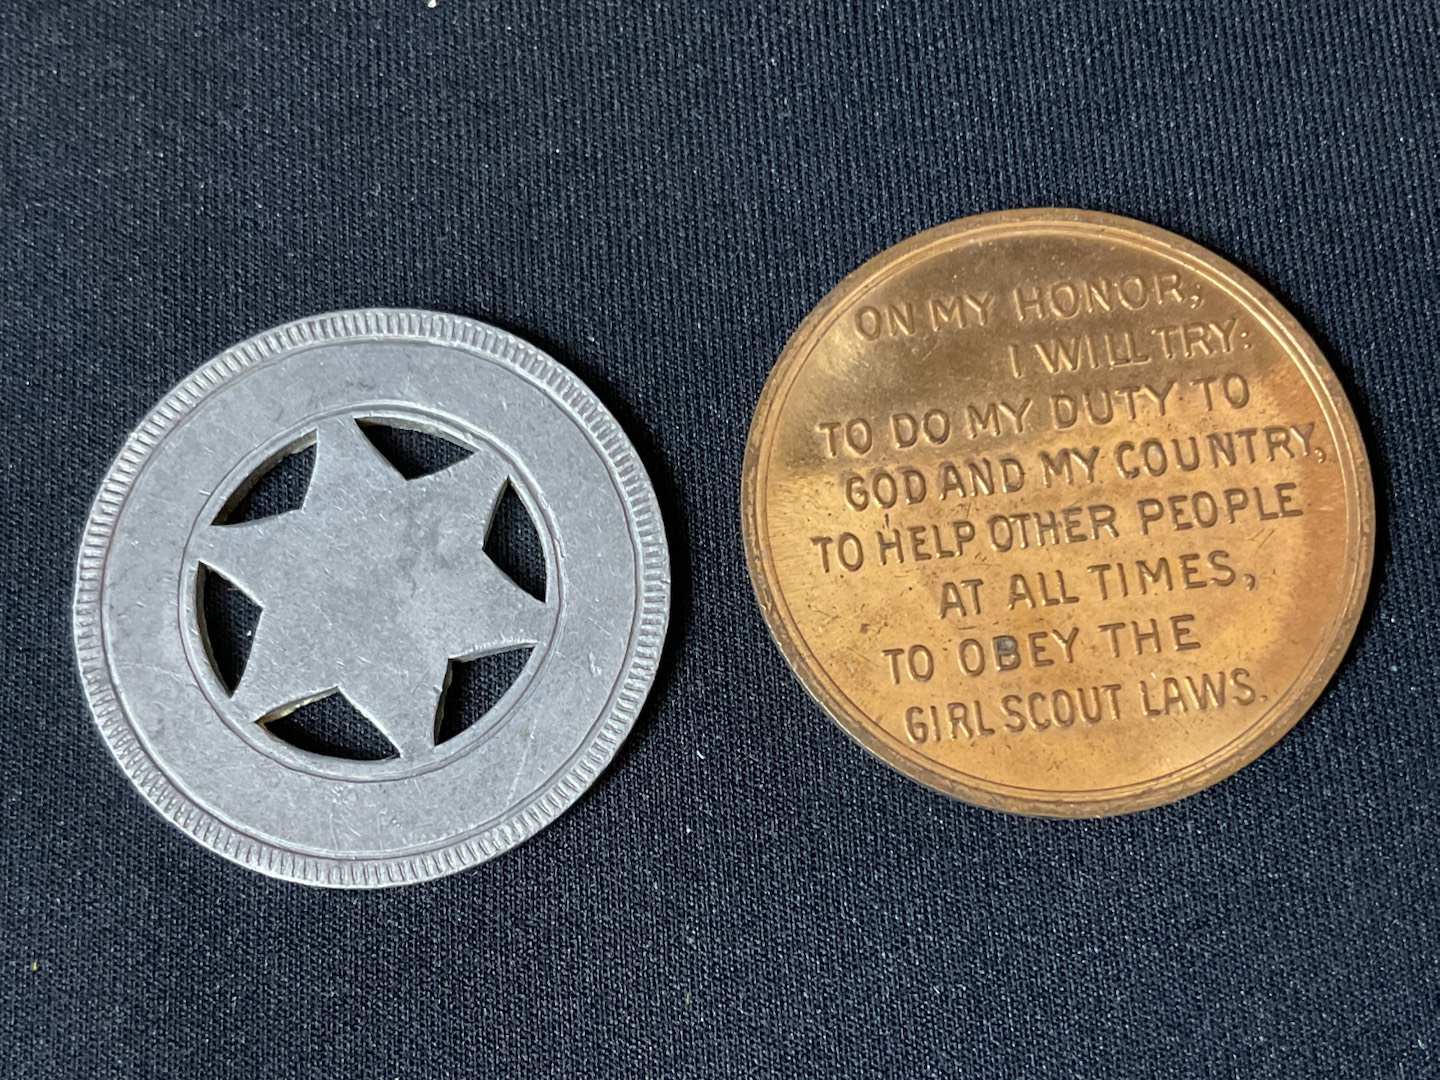 ON MY HONOR;
I WILL TRY:
TO DO MY DUTY TO
GOD AND MY COUNTRY,
TO HELP OTHER PEOPLE
AT ALL TIMES,
TO OBEY THE
GIRL SCOUT LAWS.